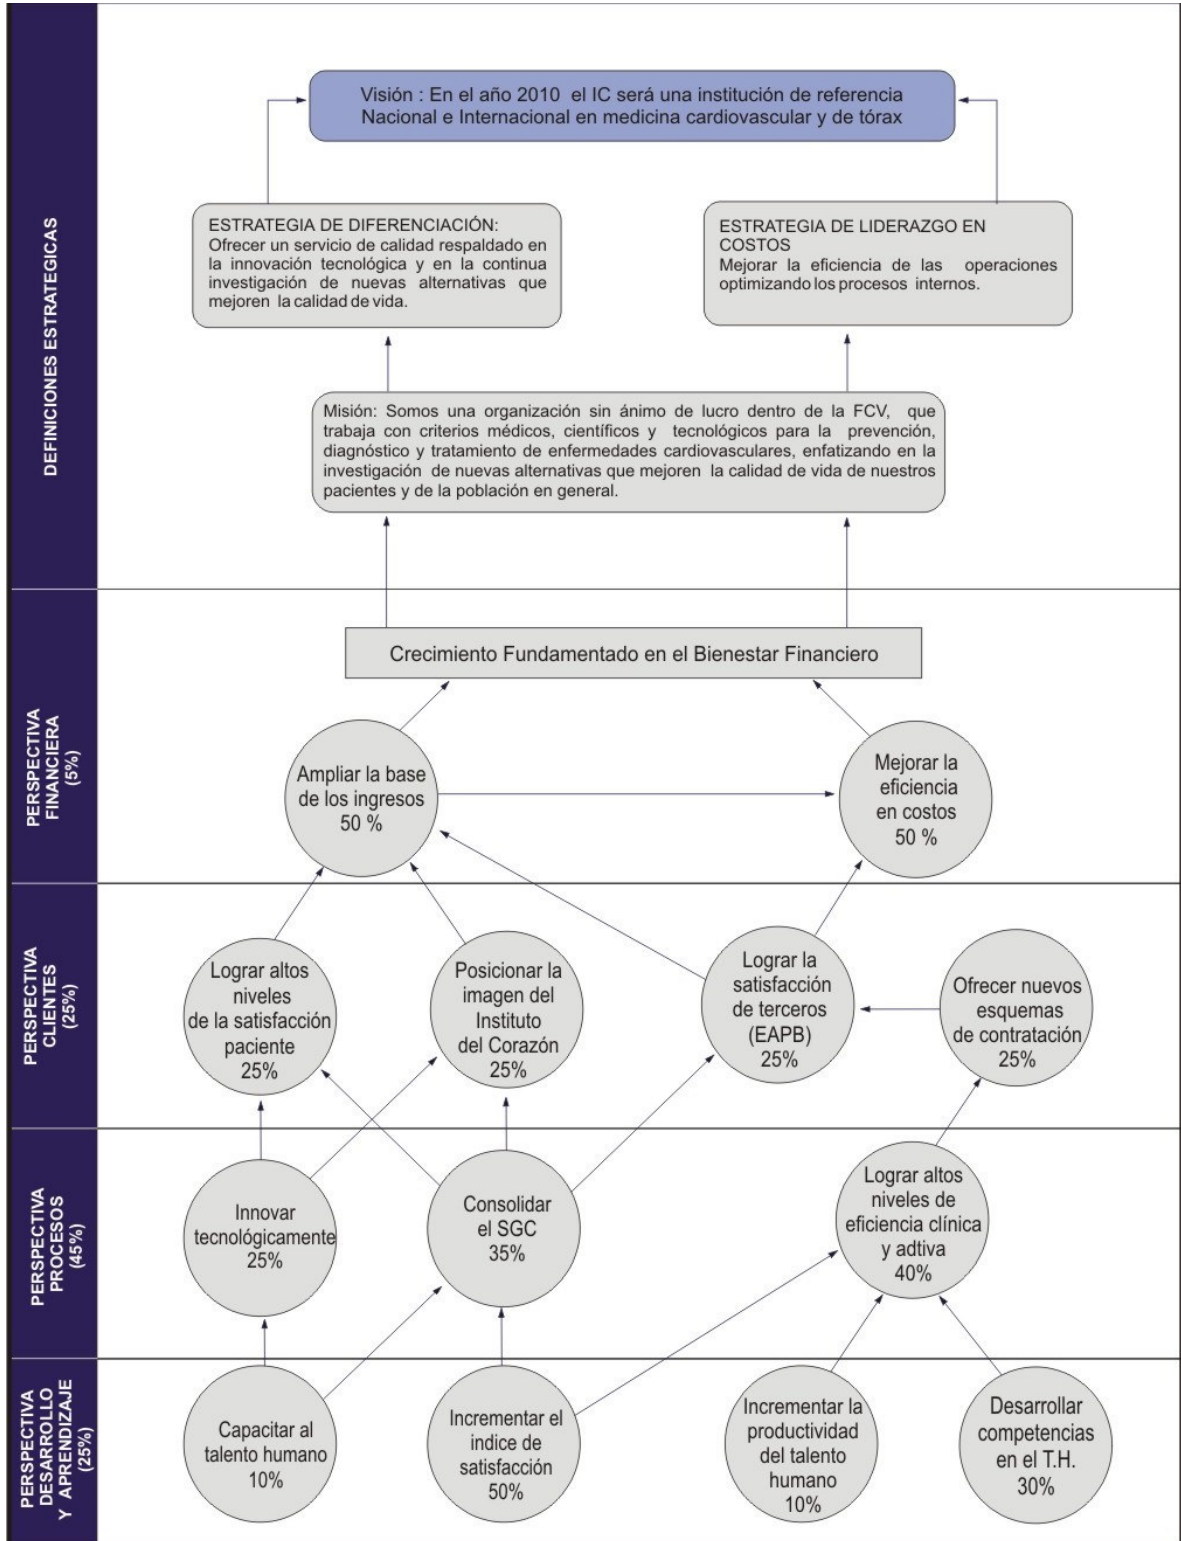 DEFINICIONES ESTRATEGICAS
Visión : En el año 2010 el IC será una institución de referencia
Nacional e Internacional en medicina cardiovascular y de tórax
ESTRATEGIA DE DIFERENCIACIÓN:
Ofrecer un servicio de calidad respaldado en
la innovación tecnológica y en la continua
investigación de nuevas alternativas que
mejoren la calidad de vida.
ESTRATEGIA DE LIDERAZGO EN
COSTOS
Mejorar la eficiencia de las operaciones
optimizando los procesos internos.
Misión: Somos una organización sin ánimo de lucro dentro de la FCV, que
trabaja con criterios médicos, científicos y tecnológicos para la prevención,
diagnóstico y tratamiento de enfermedades cardiovasculares, enfatizando en la
investigación de nuevas alternativas que mejoren la calidad de vida de nuestros
pacientes y de la población en general.
PERSPECTIVA
FINANCIERA
(5%)
Crecimiento Fundamentado en el Bienestar Financiero
Ampliar la base
de los ingresos
50 %
Mejorar la
eficiencia
en costos
50 %
PERSPECTIVA
CLIENTES
(25%)
Lograr altos
niveles
de la satisfacción
paciente
25%
Posicionar la
imagen del
Instituto
del Corazón
25%
Lograr la
satisfacción
de terceros
(EAPB)
25%
Ofrecer nuevos
esquemas
de contratación
25%
PERSPECTIVA
PROCESOS
(45%)
Innovar
tecnológicamente
25%
Consolidar
el SGC
35%
Lograr altos
niveles de
eficiencia clínica
y adtiva
40%
PERSPECTIVA
DESARROLLO
Y APRENDIZAJE
(25%)
Capacitar al
talento humano
10%
Incrementar el
indice de
satisfacción
50%
Incrementar la
productividad
del talento
humano
10%
Desarrollar
competencias
en el T.H.
30%